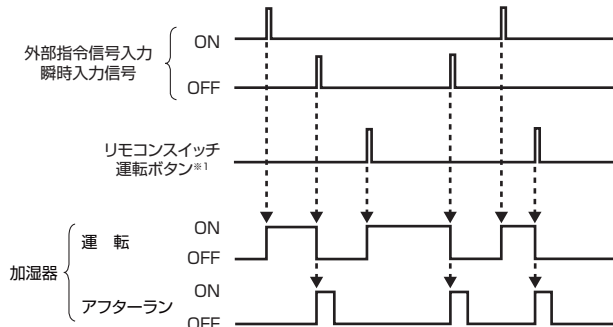 外部指令信号入力
瞬時入力信号
ON
OFF
リモコンスイッチ
運転ボタン※1
加湿器
運 転
ON
OFF
アフターラン
ON
OFF